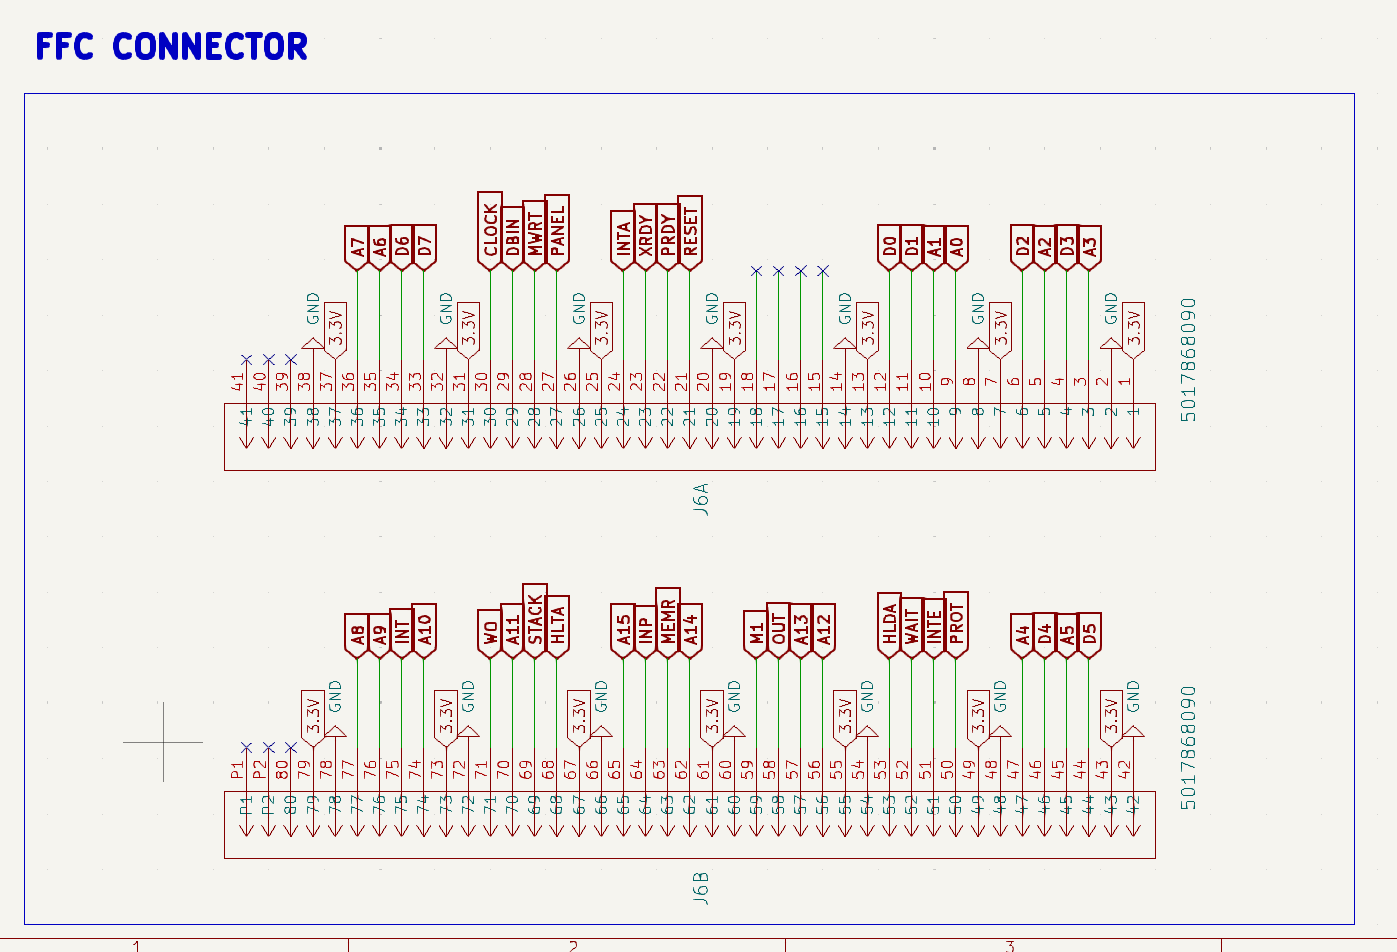 FFC CONNECTOR
CLOCK DBIN MWRT PANEL
INTA XRDY PRDY RESET
A7 A6 D6 D7
D0 D1 A1 A0
D2 A2 D3 A3
GND 3.3V GND 3.3V GND 3.3V GND 3.3V GND 3.3V GND 3.3V GND 3.3V
5017868090
41 40 39 38 37 36 35 34 33 32 31 30 29 28 27 26 25 24 23 22 21 20 19 18 17 16 15 14 13 12 11 10 9 8 7 6 5 4 3 2 1
41 40 39 38 37 36 35 34 33 32 31 30 29 28 27 26 25 24 23 22 21 20 19 18 17 16 15 14 13 12 11 10 9 8 7 6 5 4 3 2 1
J6A
A8 A9 INT A10
WO A11 STACK HLTA
A15 INP MEMR A14
M1 OUT A13 A12
HLDA WAIT INTE PROT
A4 D4 A5 D5
3.3V GND 3.3V GND 3.3V GND 3.3V GND 3.3V GND 3.3V GND 3.3V GND
5017868090
P1 P2 80 79 78 77 76 75 74 73 72 71 70 69 68 67 66 65 64 63 62 61 60 59 58 57 56 55 54 53 52 51 50 49 48 47 46 45 44 43 42
P1 P2 80 79 78 77 76 75 74 73 72 71 70 69 68 67 66 65 64 63 62 61 60 59 58 57 56 55 54 53 52 51 50 49 48 47 46 45 44 43 42
J6B
1 2 3